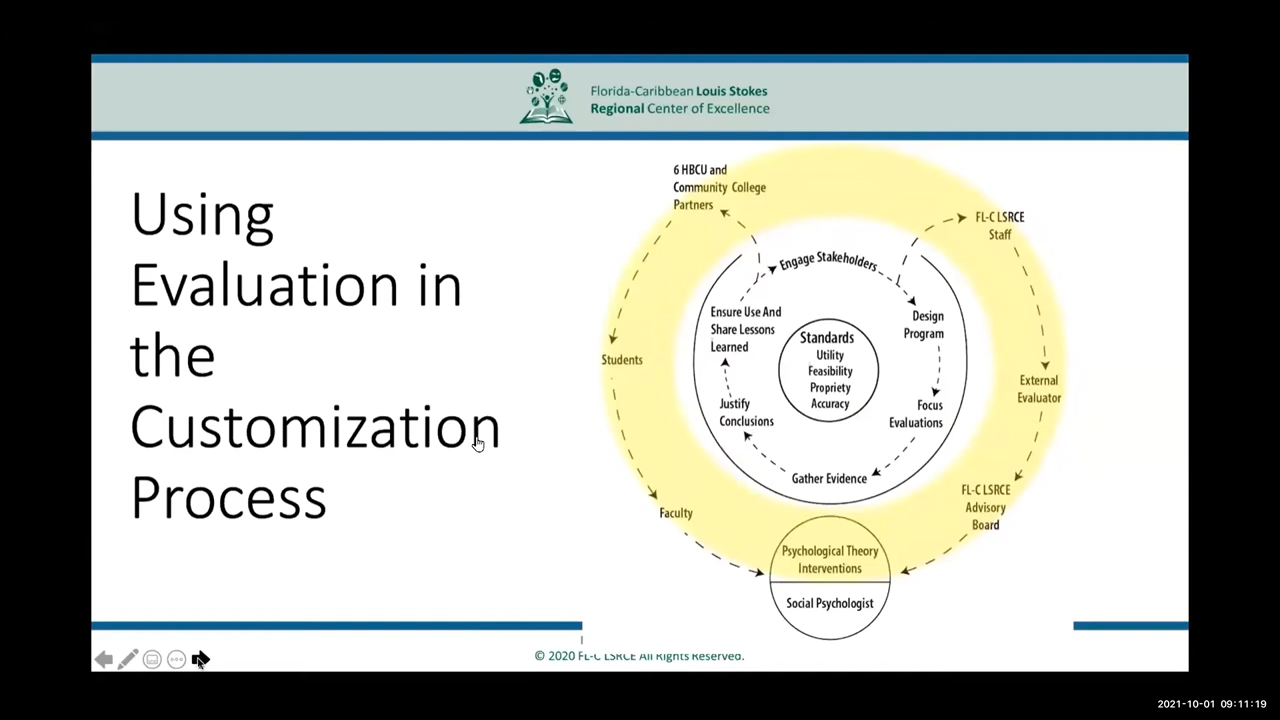 Florida-Caribbean Louis Stokes
Regional Center of Excellence
Using
Evaluation in
the
Customization
Process
6 HBCU and
Community College
Partners
FL-C LSRCE
Staff
Engage Stakeholders
Ensure Use And
Share Lessons
Learned
Design
Program
Standards
Utility
Feasibility
Propriety
Accuracy
Students
External
Evaluator
Justify
Conclusions
Focus
Evaluations
Gather Evidence
FL-C LSRCE
Advisory
Board
Faculty
Psychological Theory
Interventions
Social Psychologist
© 2020 FL-C LSRCE All Rights Reserved.
2021-10-01 09:11:19